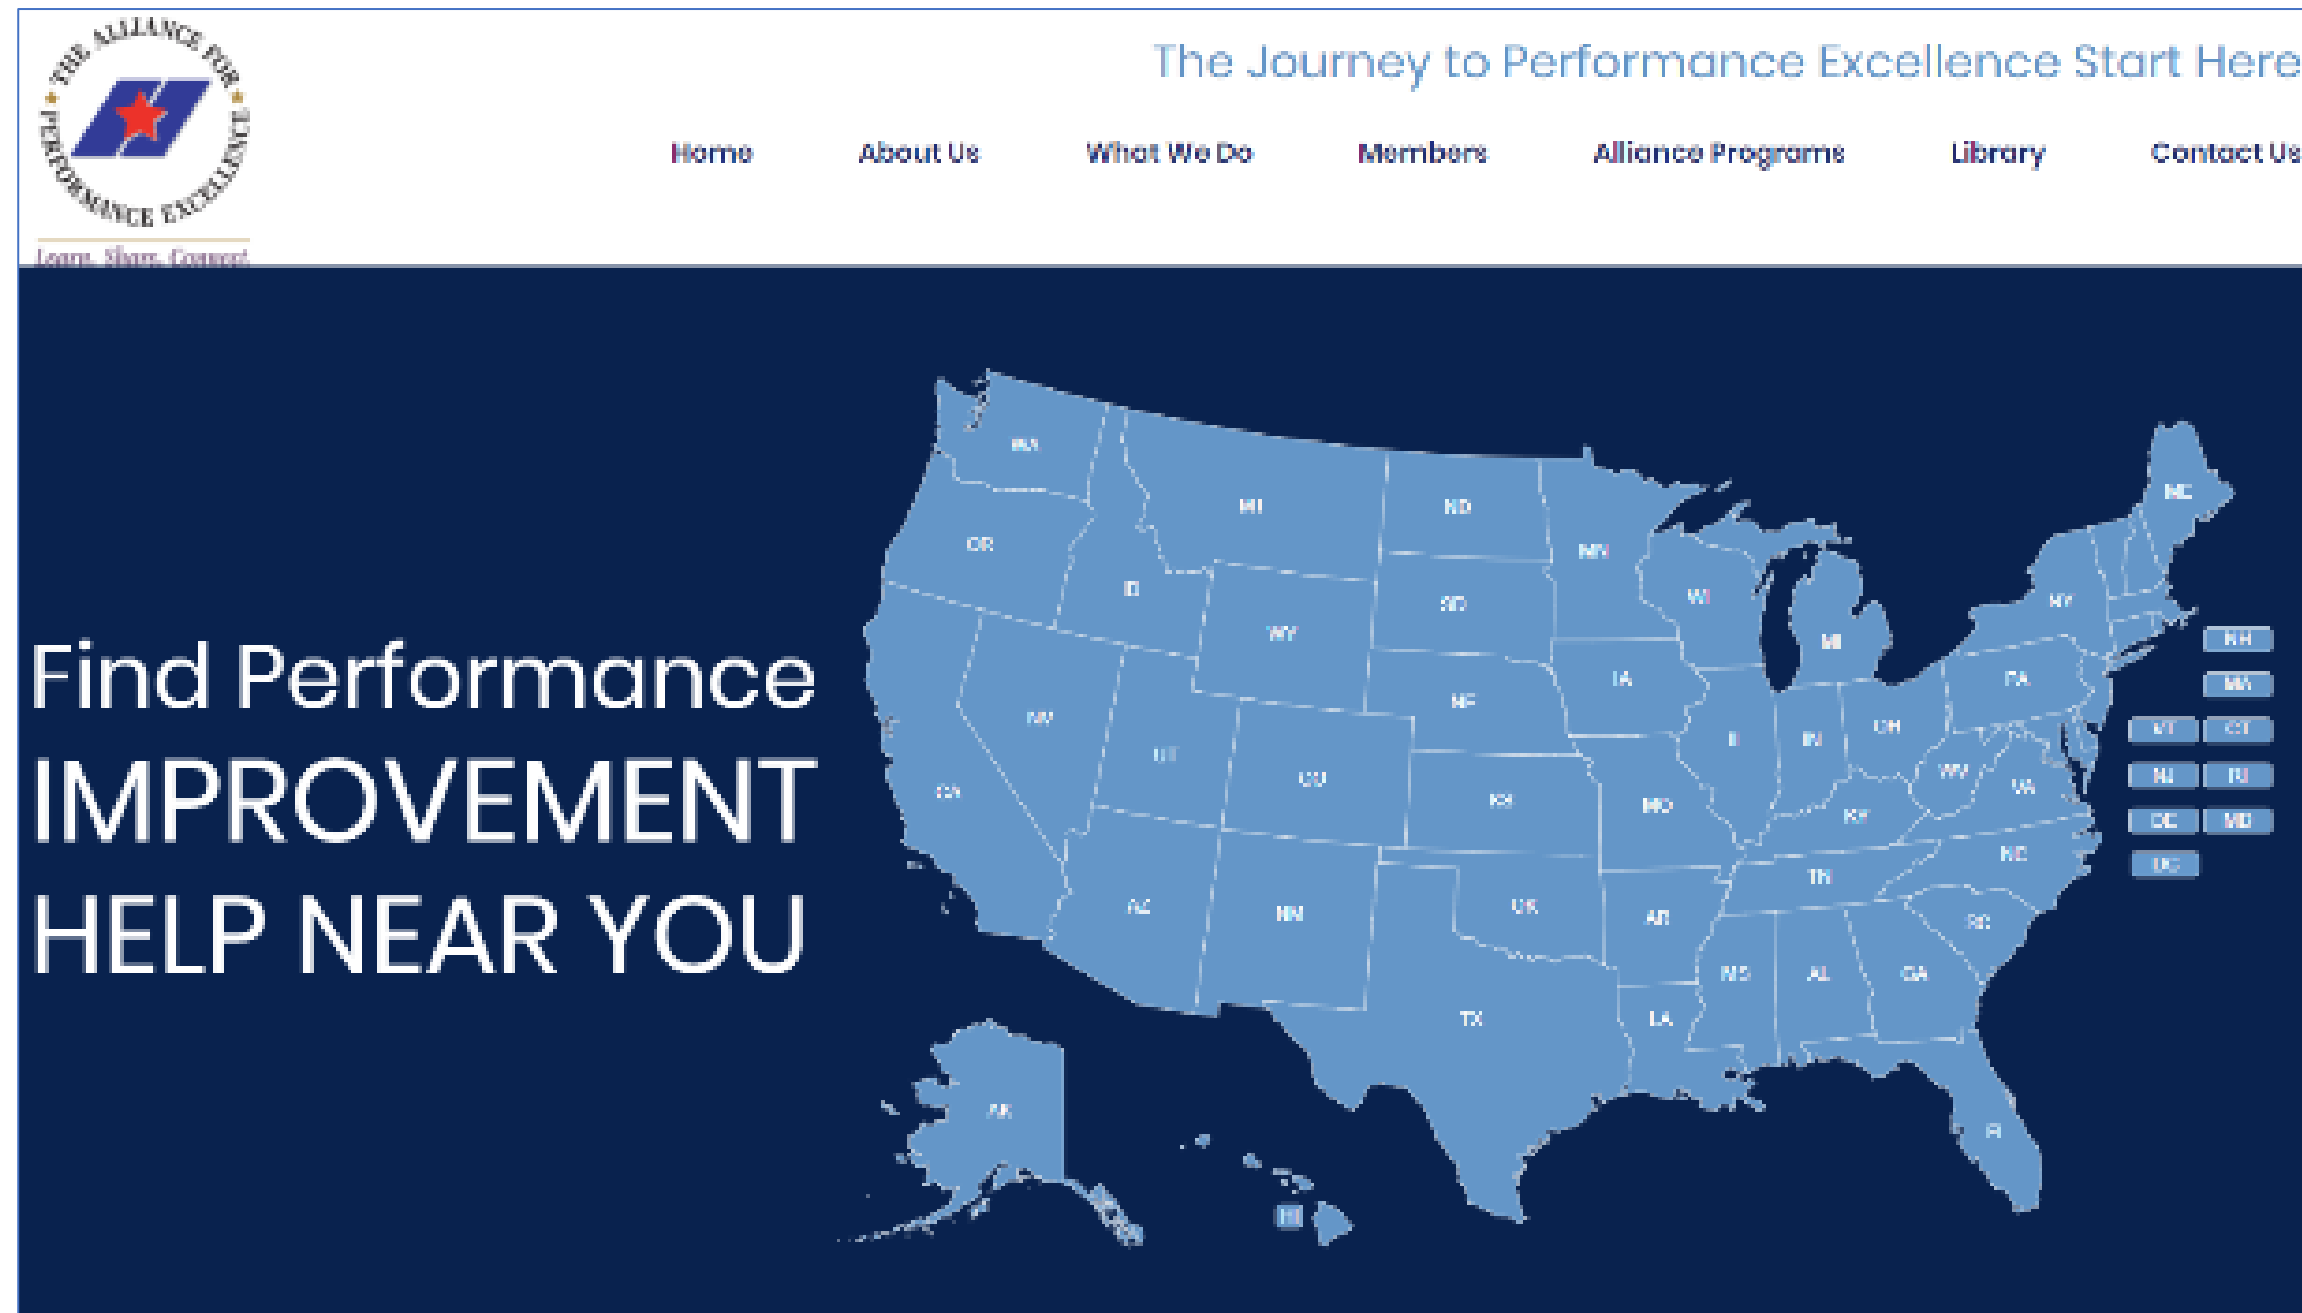 THE ALLIANCE FOR
PERFORMANCE EXCELLENCE
Learn. Share. Connect.
The Journey to Performance Excellence Start Here
Home About Us What We Do Members Alliance Programs Library Contact Us
Find Performance
IMPROVEMENT
HELP NEAR YOU
WA
ME
MT
ND
OR
MN
ID
WI
SD
NY
WY
MI
NH
IA
PA
MA
NE
NV
OH
VT CT
UT
IL
IN
CO
WV
NJ RI
CA
VA
KS
MO
KY
DE MD
NC
DC
TN
AZ
NM
OK
AR
SC
MS
AL
GA
TX
LA
AK
FL
HI